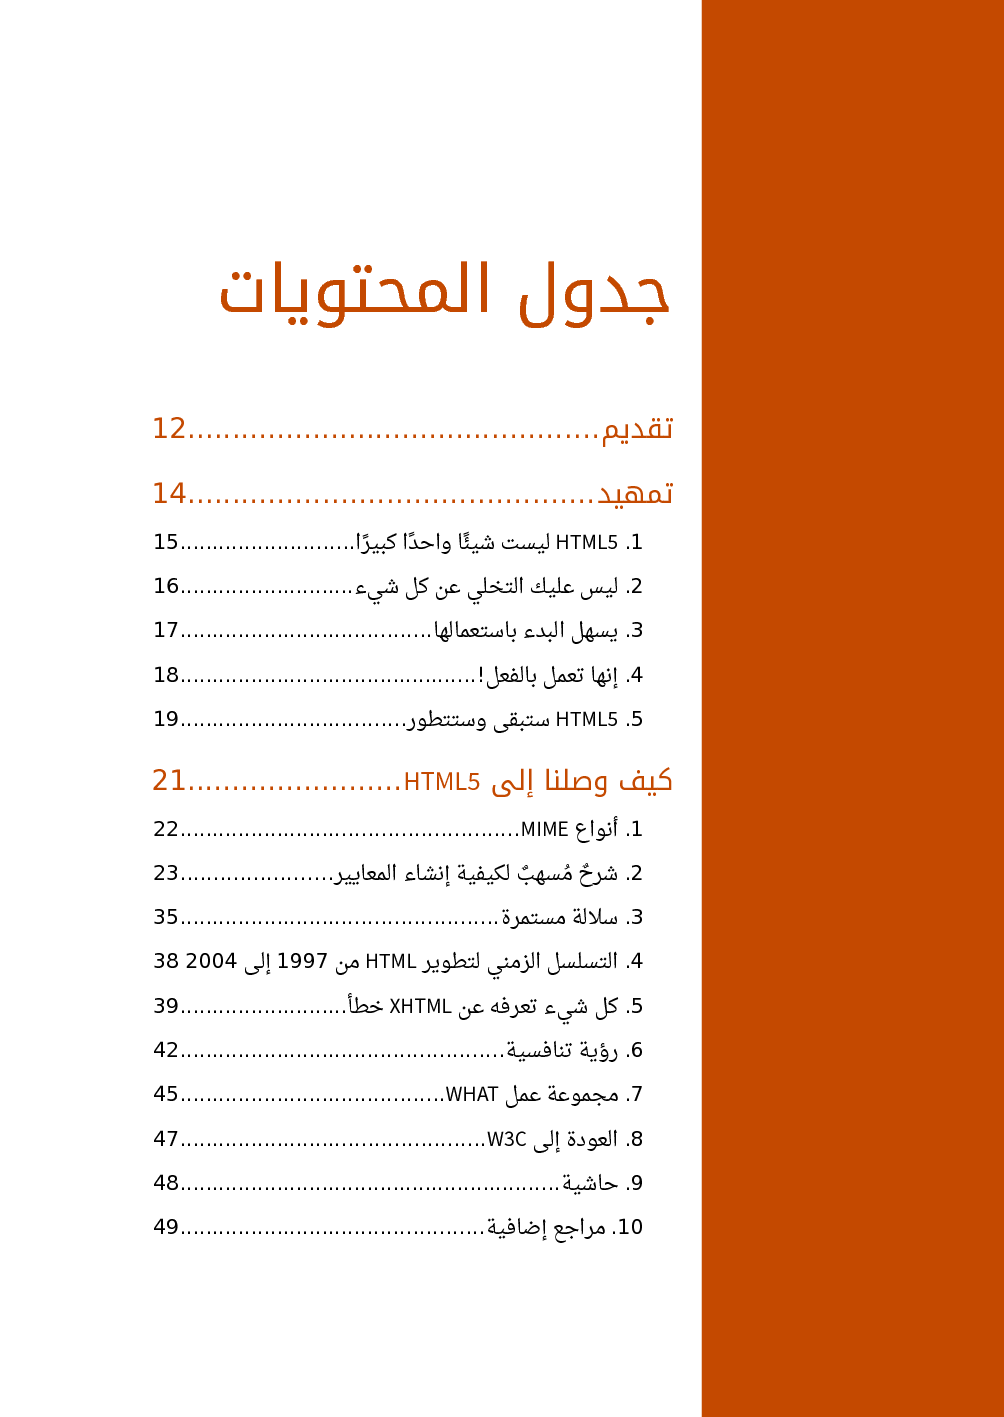 جدول المحتويات
تقديم..............................................12
تمهيد.............................................14
1. HTML5 ليست شيئًا واحدًا كبيرًا...........................15
2. ليس عليك التخلي عن كل شيء...........................16
3. يسهل البدء باستعمالها.......................................17
4. إنها تعمل بالفعل!..............................................18
5. HTML5 ستبقى وستتطور...................................19
كيف وصلنا إلى HTML5........................21
1. أنواع MIME.....................................................22
2. شرحٌ مُسهبٌ لكيفية إنشاء المعايير.......................23
3. سلالة مستمرة.................................................35
4. التسلسل الزمني لتطوير HTML من 1997 إلى 2004 38
5. كل شيء تعرفه عن XHTML خطأ..........................39
6. رؤية تنافسية..................................................42
7. مجموعة عمل WHAT.........................................45
8. العودة إلى W3C...............................................47
9. حاشية...........................................................48
10. مراجع إضافية...............................................49